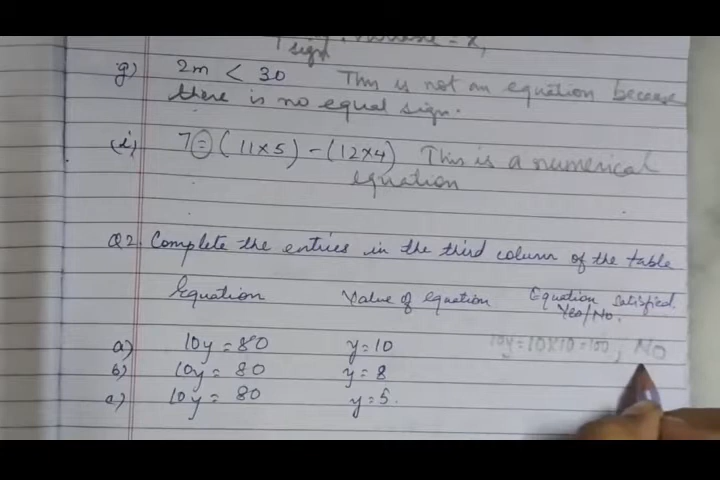 sign
g) 2m < 30 This is not an equation because
there is no equal sign.
(i) 7 = (11×5) - (12×4) This is a numerical
equation
Q2. Complete the entries in the third column of the table
Equation Value of equation Equation satisfied
Yes/No.
a) 10y = 80 y = 10 10y = 10×10 = 100, NO
b) 10y = 80 y = 8
c) 10y = 80 y = 5.